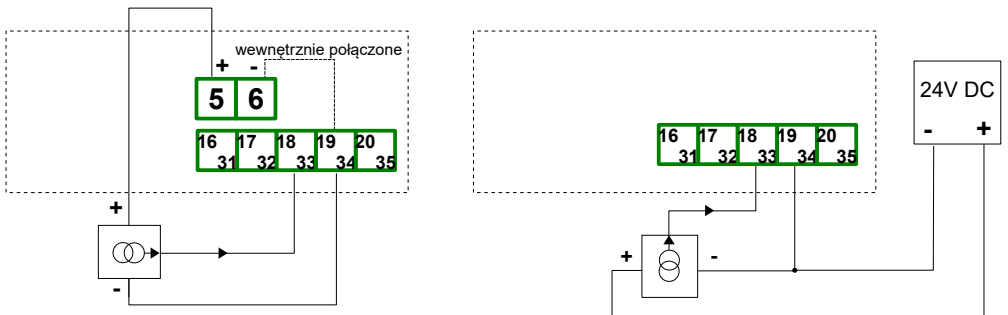 wewnętrznie połączone
+ -
5 6
16 17 18 19 20
31 32 33 34 35
+
-
24V DC
- +
16 17 18 19 20
31 32 33 34 35
+ -